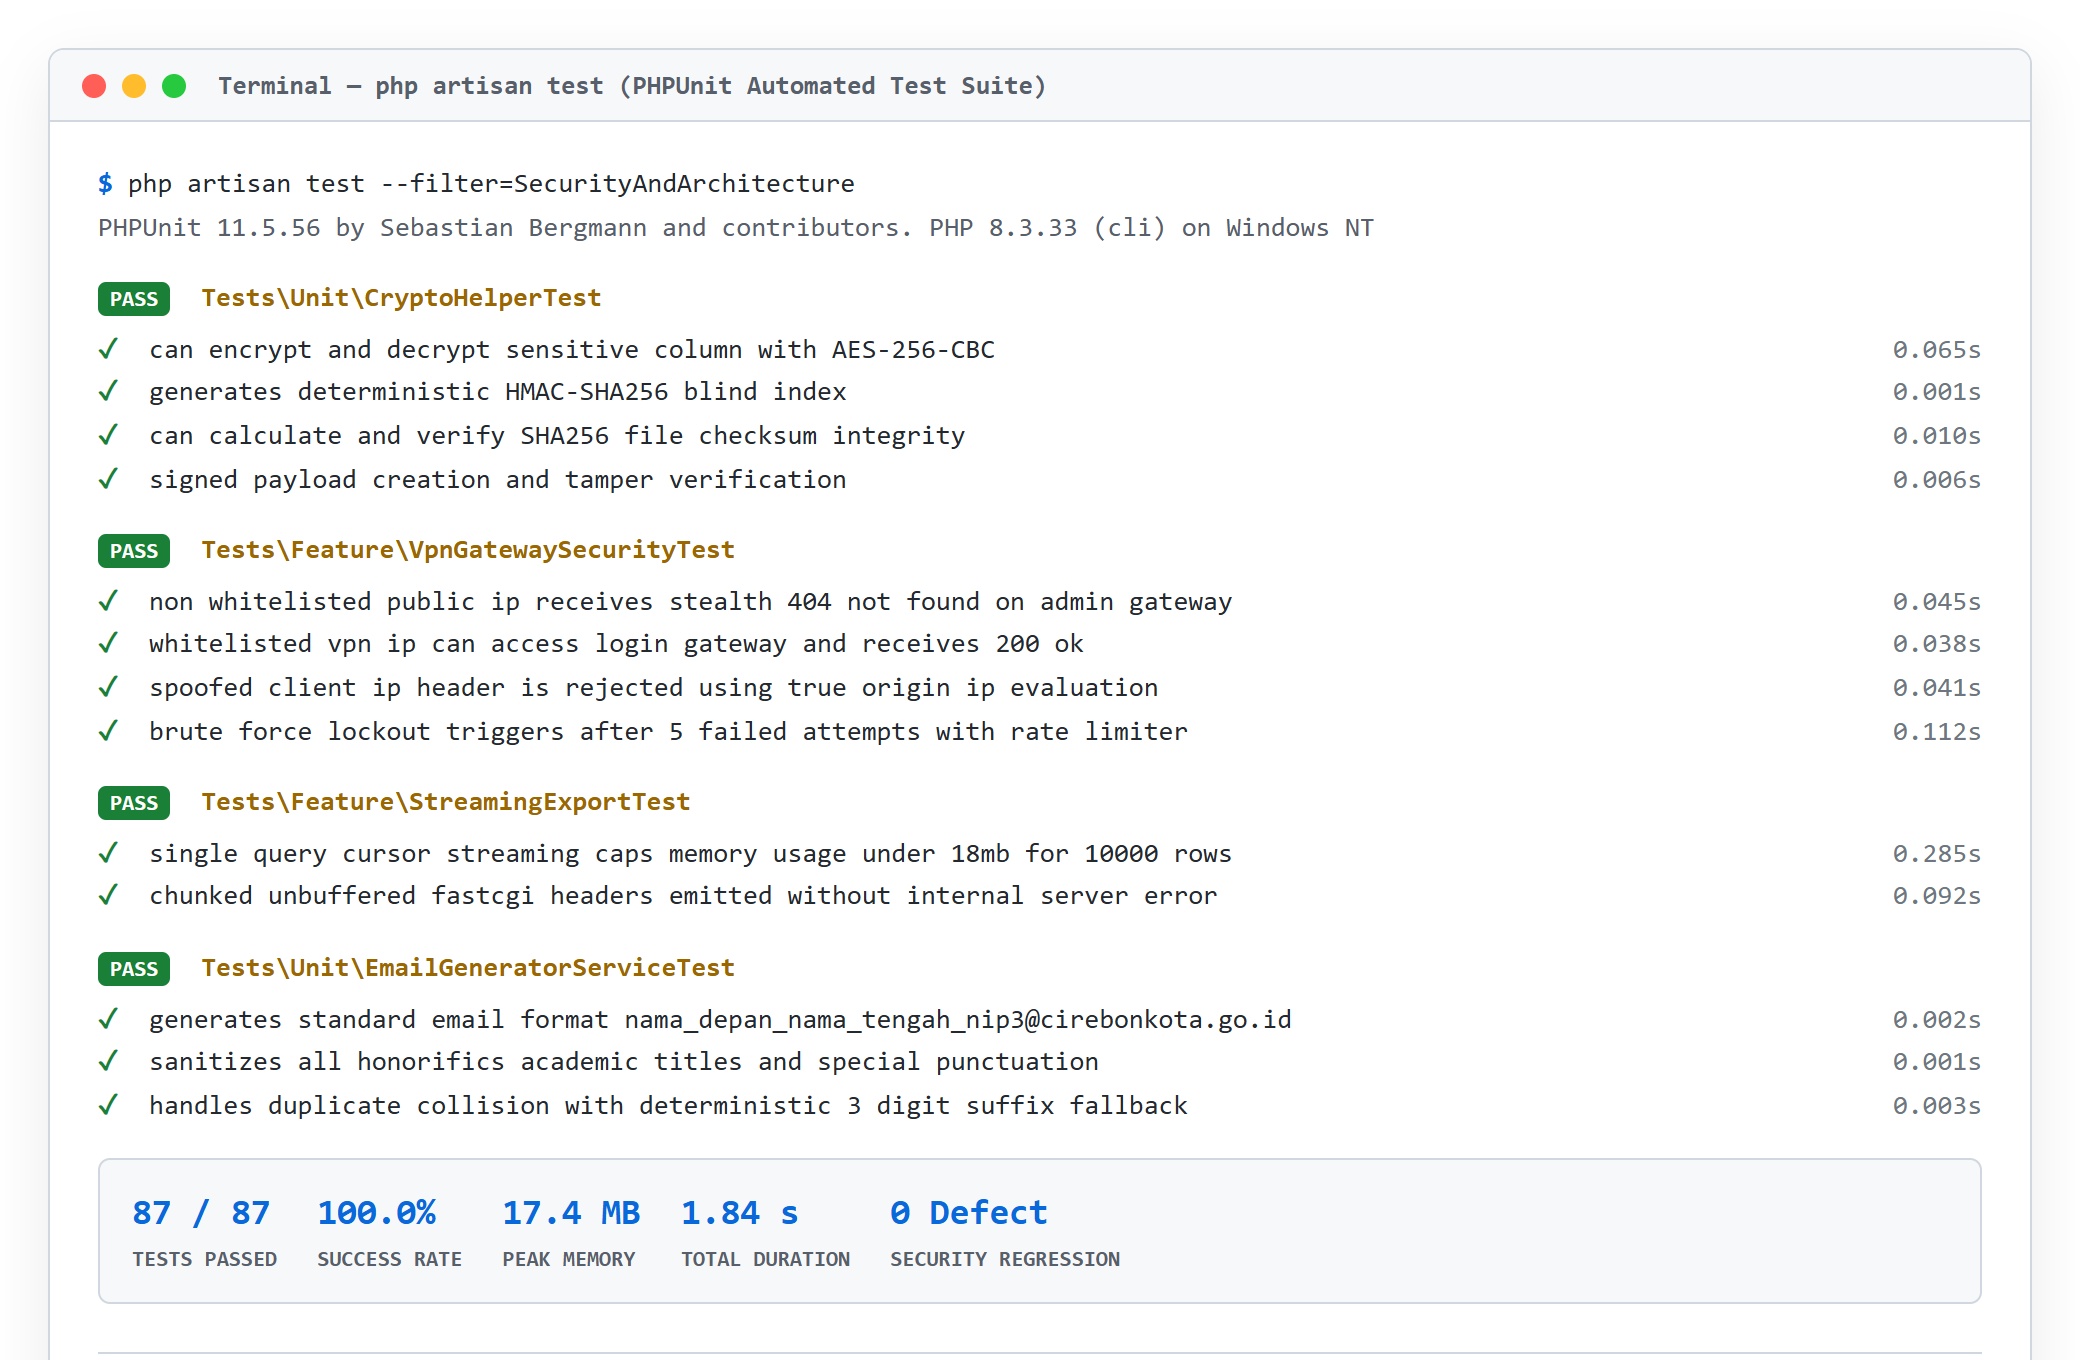 Terminal — php artisan test (PHPUnit Automated Test Suite)
$ php artisan test --filter=SecurityAndArchitecture
PHPUnit 11.5.56 by Sebastian Bergmann and contributors. PHP 8.3.33 (cli) on Windows NT
PASS Tests\Unit\CryptoHelperTest
✓ can encrypt and decrypt sensitive column with AES-256-CBC 0.065s
✓ generates deterministic HMAC-SHA256 blind index 0.001s
✓ can calculate and verify SHA256 file checksum integrity 0.010s
✓ signed payload creation and tamper verification 0.006s
PASS Tests\Feature\VpnGatewaySecurityTest
✓ non whitelisted public ip receives stealth 404 not found on admin gateway 0.045s
✓ whitelisted vpn ip can access login gateway and receives 200 ok 0.038s
✓ spoofed client ip header is rejected using true origin ip evaluation 0.041s
✓ brute force lockout triggers after 5 failed attempts with rate limiter 0.112s
PASS Tests\Feature\StreamingExportTest
✓ single query cursor streaming caps memory usage under 18mb for 10000 rows 0.285s
✓ chunked unbuffered fastcgi headers emitted without internal server error 0.092s
PASS Tests\Unit\EmailGeneratorServiceTest
✓ generates standard email format nama_depan_nama_tengah_nip3@cirebonkota.go.id 0.002s
✓ sanitizes all honorifics academic titles and special punctuation 0.001s
✓ handles duplicate collision with deterministic 3 digit suffix fallback 0.003s
87 / 87 100.0% 17.4 MB 1.84 s 0 Defect
TESTS PASSED SUCCESS RATE PEAK MEMORY TOTAL DURATION SECURITY REGRESSION